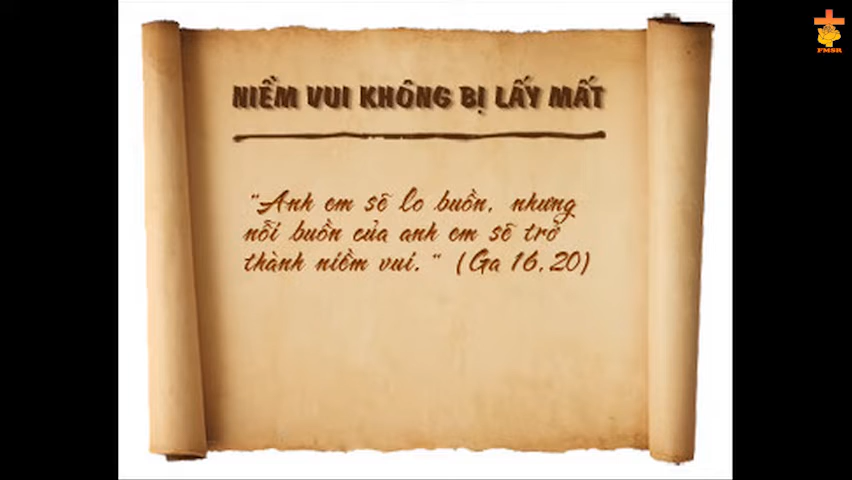 FMSR
NIỀM VUI KHÔNG BỊ LẤY MẤT
"Anh em sẽ lo buồn, nhưng
nỗi buồn của anh em sẽ trở
thành niềm vui." (Ga 16,20)